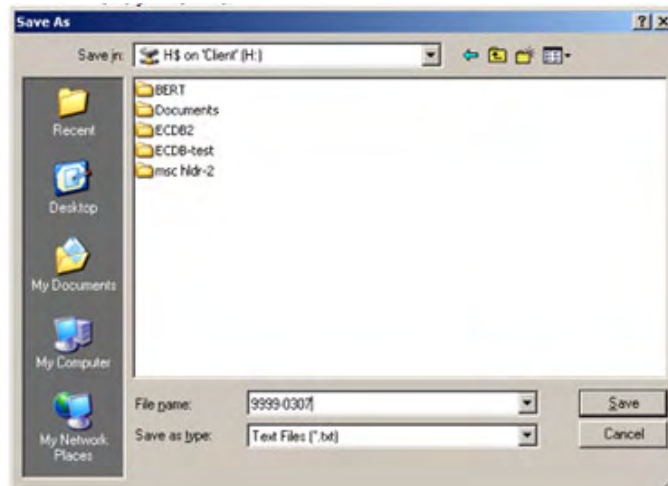 Save As
Save in:
H$ on 'Client' (H:)
Recent
Desktop
My Documents
My Computer
My Network
Places
BERT
Documents
ECDB2
ECDB-test
msc hldr-2
File name:
9999-0307
Save
Save as type:
Text Files (*.txt)
Cancel